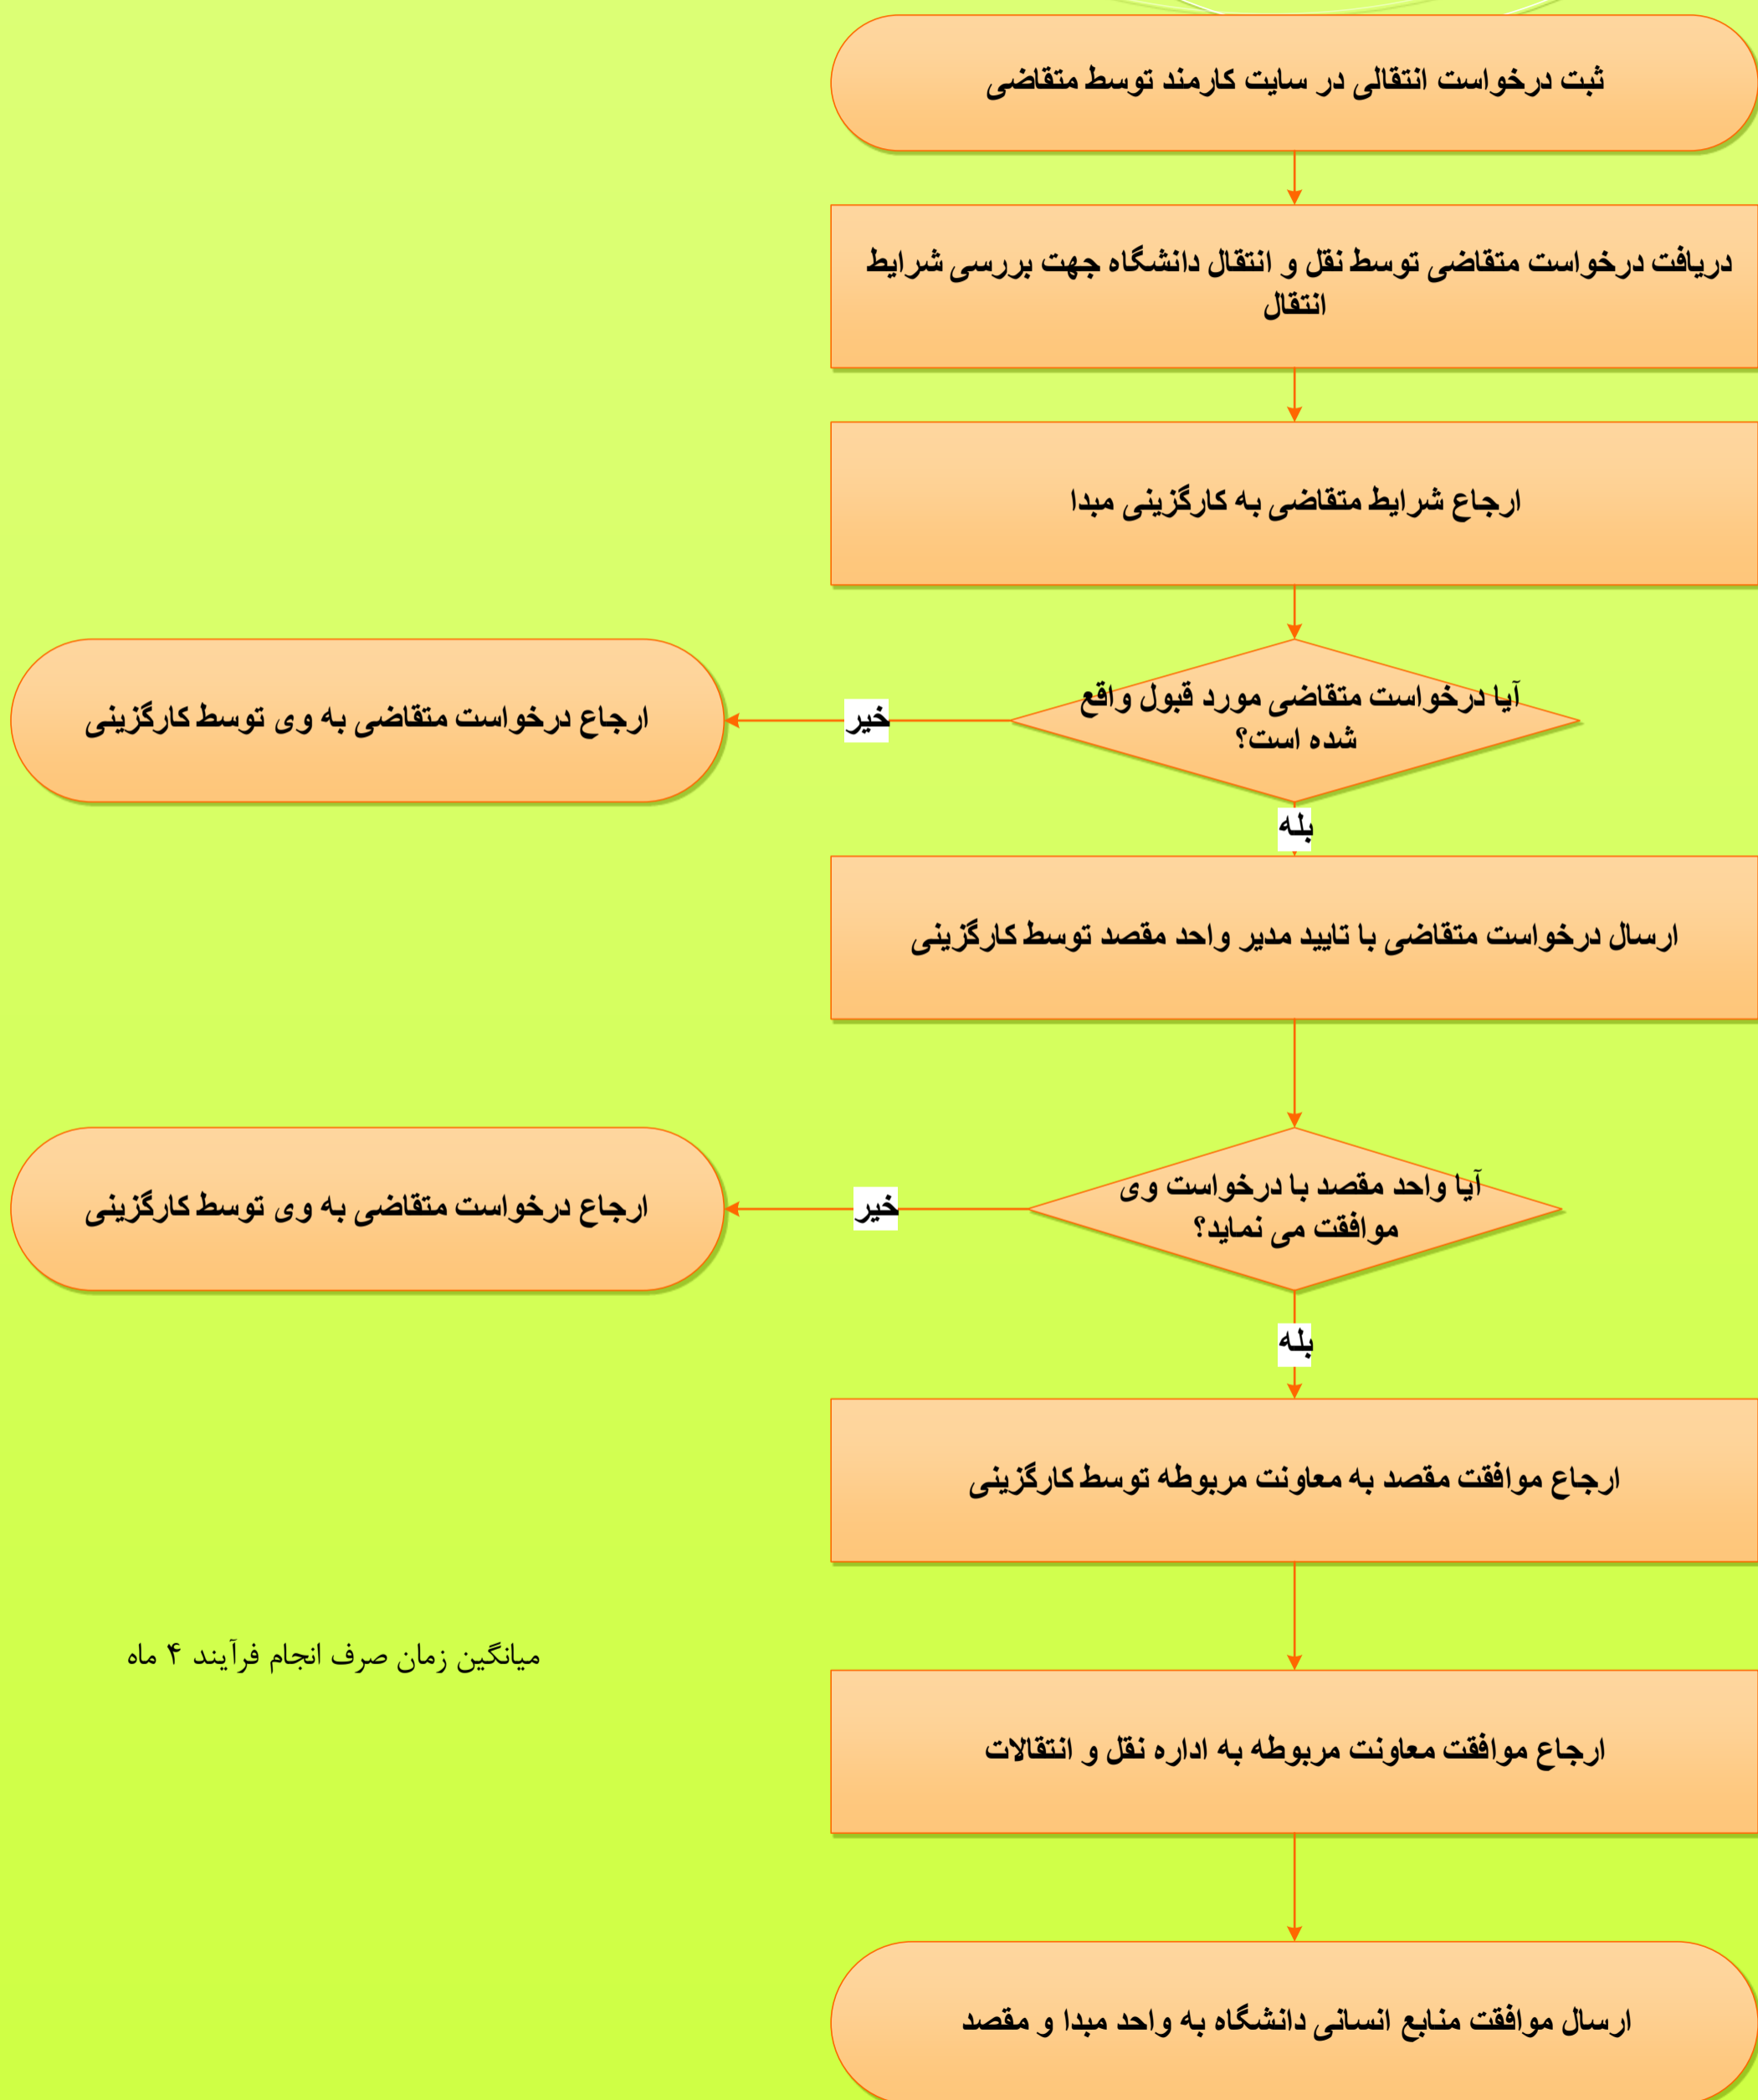 ثبت درخواست انتقالی در سایت کارمند توسط متقاضی
دریافت درخواست متقاضی توسط نقل و انتقال دانشگاه جهت بررسی شرایط
انتقال
ارجاع شرایط متقاضی به کارگزینی مبدا
آیا درخواست متقاضی مورد قبول واقع
شده است؟
خیر
ارجاع درخواست متقاضی به وی توسط کارگزینی
بله
ارسال درخواست متقاضی با تایید مدیر واحد مقصد توسط کارگزینی
آیا واحد مقصد با درخواست وی
موافقت می نماید؟
خیر
ارجاع درخواست متقاضی به وی توسط کارگزینی
بله
ارجاع موافقت مقصد به معاونت مربوطه توسط کارگزینی
میانگین زمان صرف انجام فرآیند ۴ ماه
ارجاع موافقت معاونت مربوطه به اداره نقل و انتقالات
ارسال موافقت منابع انسانی دانشگاه به واحد مبدا و مقصد